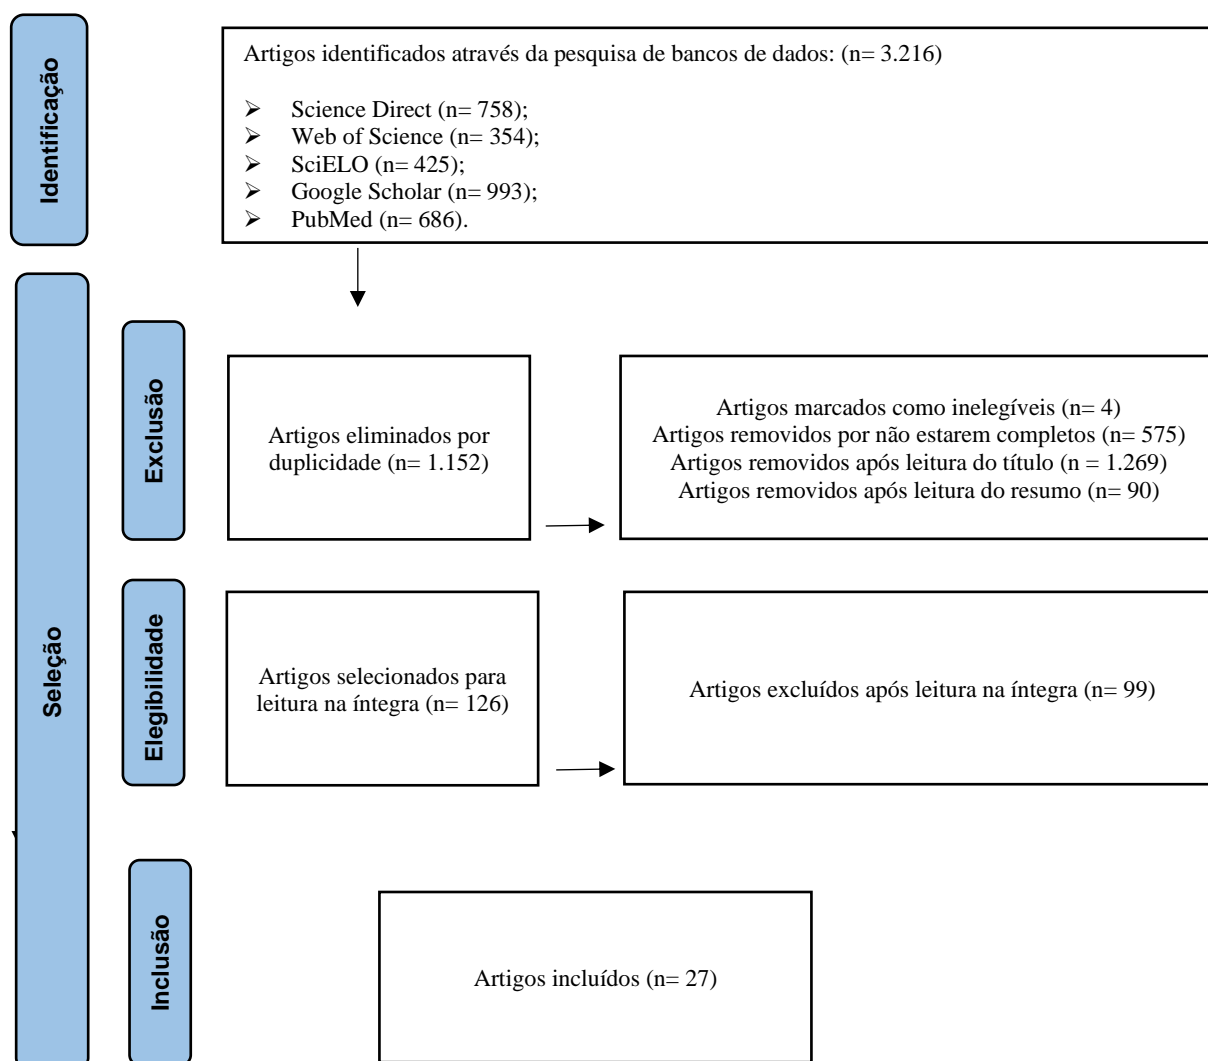 Identificação
Artigos identificados através da pesquisa de bancos de dados: (n= 3.216)
➢ Science Direct (n= 758);
➢ Web of Science (n= 354);
➢ SciELO (n= 425);
➢ Google Scholar (n= 993);
➢ PubMed (n= 686).
Seleção
Exclusão
Artigos eliminados por
duplicidade (n= 1.152)
Artigos marcados como inelegíveis (n= 4)
Artigos removidos por não estarem completos (n= 575)
Artigos removidos após leitura do título (n = 1.269)
Artigos removidos após leitura do resumo (n= 90)
Elegibilidade
Artigos selecionados para
leitura na íntegra (n= 126)
Artigos excluídos após leitura na íntegra (n= 99)
Inclusão
Artigos incluídos (n= 27)